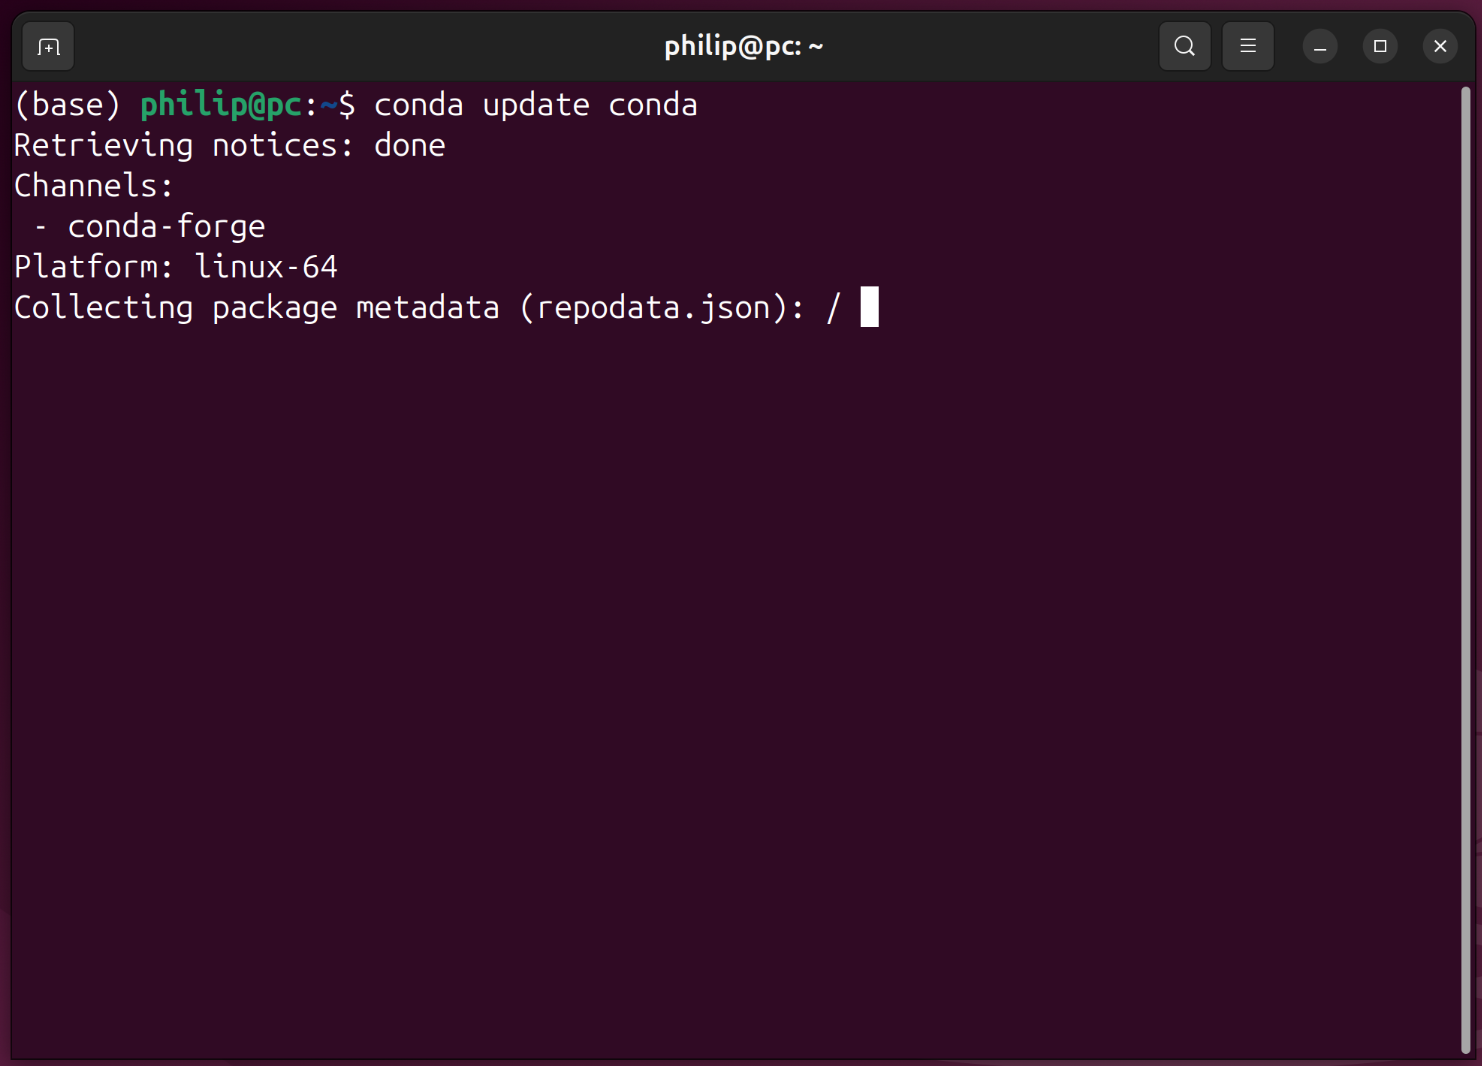 philip@pc: ~
(base) philip@pc:~$ conda update conda
Retrieving notices: done
Channels:
 - conda-forge
Platform: linux-64
Collecting package metadata (repodata.json): /